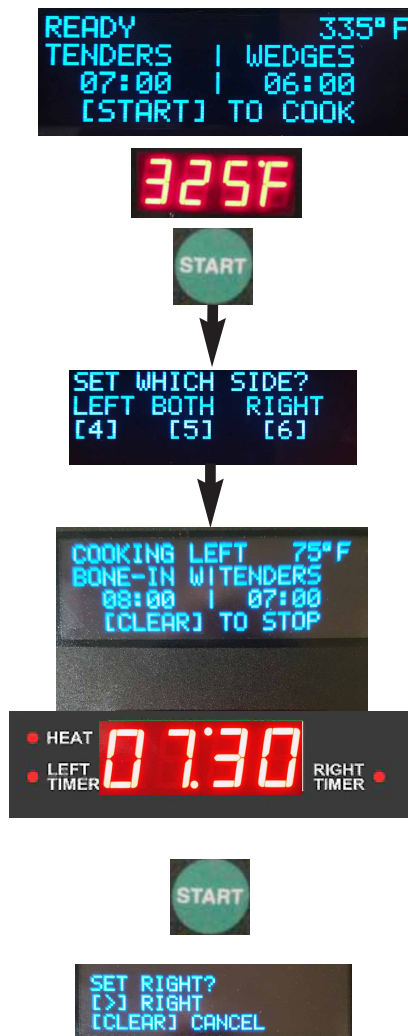 READY 335°F
TENDERS | WEDGES
07:00 | 06:00
[START] TO COOK
325°F
START
SET WHICH SIDE?
LEFT BOTH RIGHT
[4] [5] [6]
COOKING LEFT 75°F
BONE-IN WITENDERS
08:00 | 07:00
[CLEAR] TO STOP
HEAT
LEFT TIMER 07:30 RIGHT TIMER
START
SET RIGHT?
[>] RIGHT
[CLEAR] CANCEL